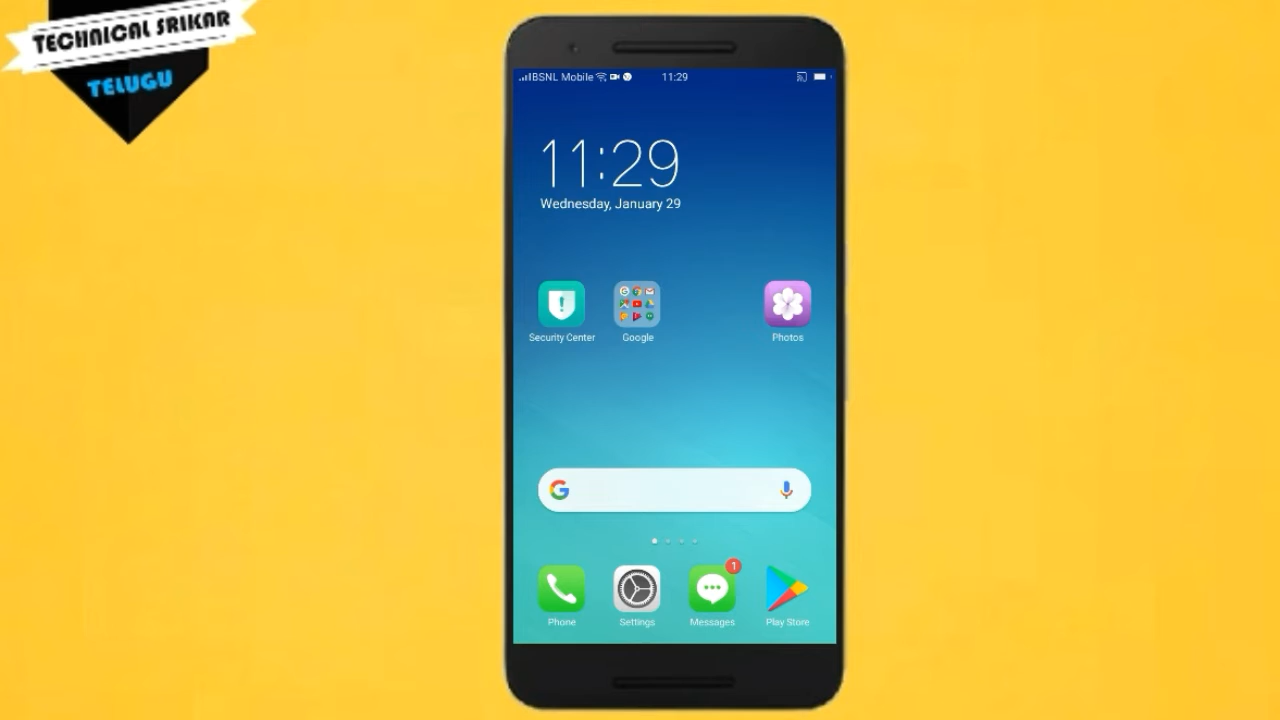 TECHNICAL SRIKAR
TELUGU
BSNL Mobile 11:29
11:29
Wednesday, January 29
Security Center
Google
Photos
1
Phone
Settings
Messages
Play Store